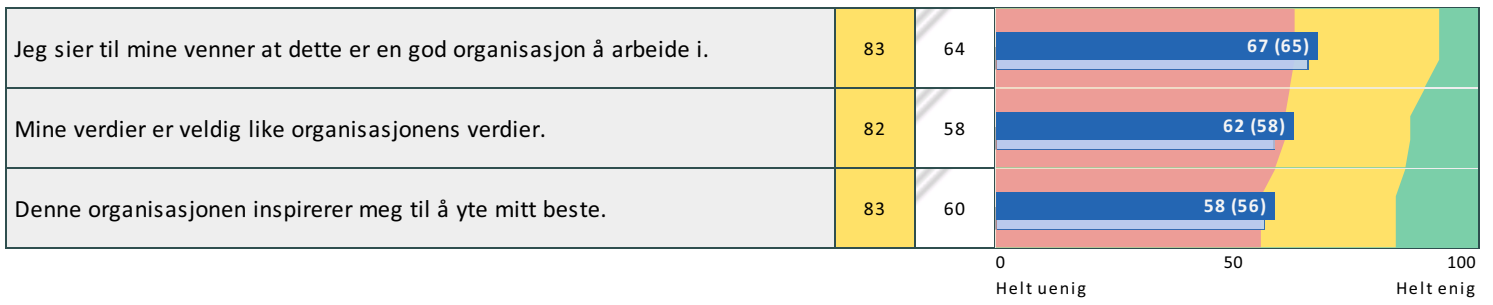 Jeg sier til mine venner at dette er en god organisasjon å arbeide i. 83 64 67 (65)
Mine verdier er veldig like organisasjonens verdier. 82 58 62 (58)
Denne organisasjonen inspirerer meg til å yte mitt beste. 83 60 58 (56)
0 50 100
Helt uenig Helt enig